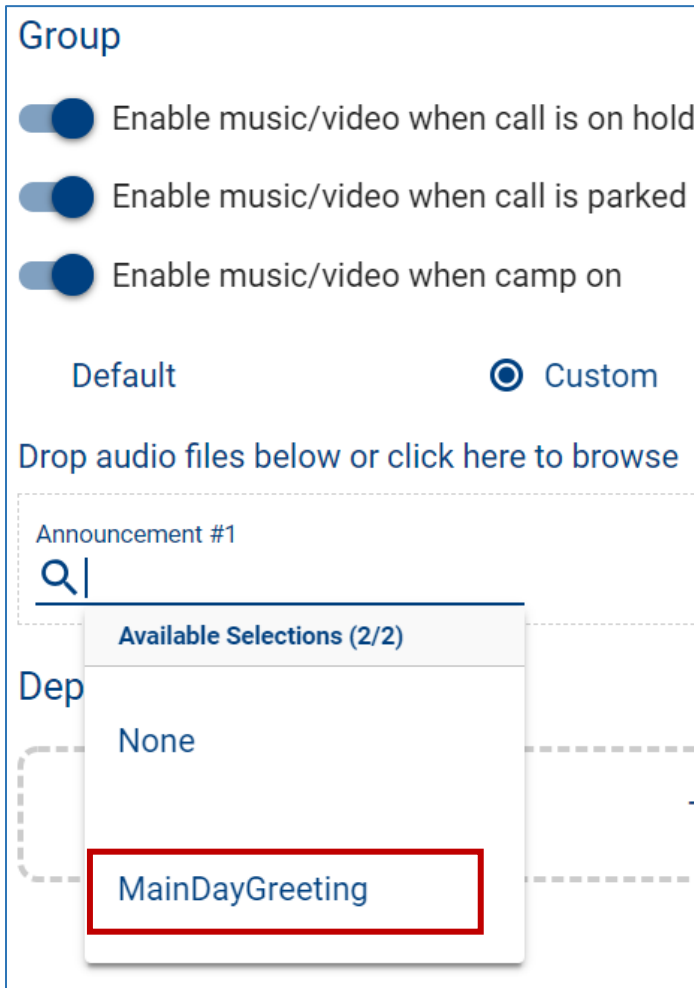 Group
Enable music/video when call is on hold
Enable music/video when call is parked
Enable music/video when camp on
Default Custom
Drop audio files below or click here to browse
Announcement #1
Available Selections (2/2)
Dep
None
MainDayGreeting